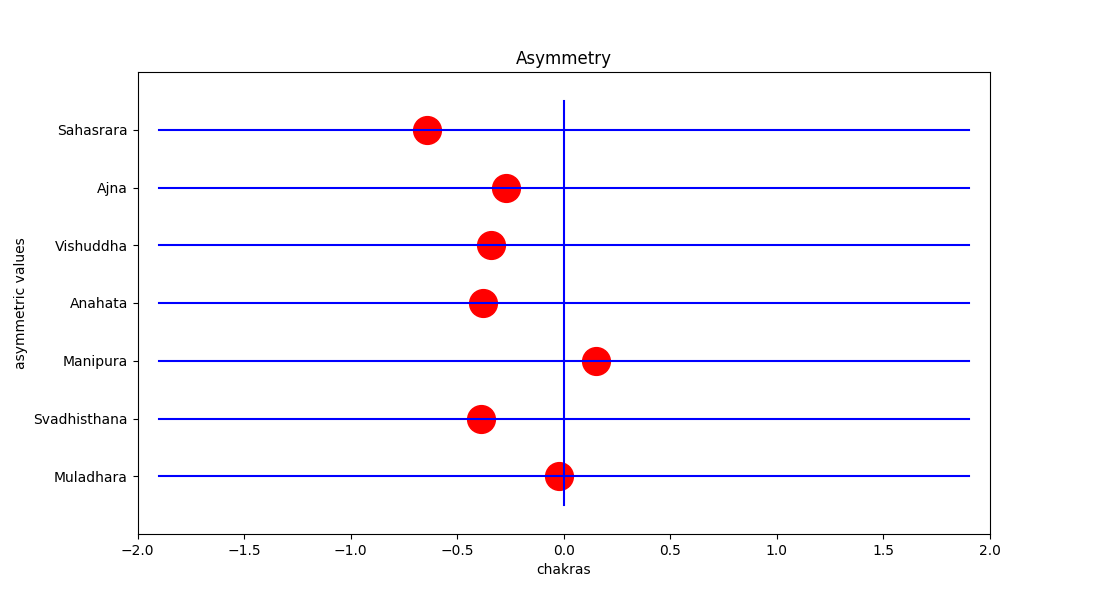 Asymmetry
Sahasrara
Ajna
Vishuddha
Anahata
Manipura
Svadhisthana
Muladhara
asymmetric values
−2.0 −1.5 −1.0 −0.5 0.0 0.5 1.0 1.5 2.0
chakras